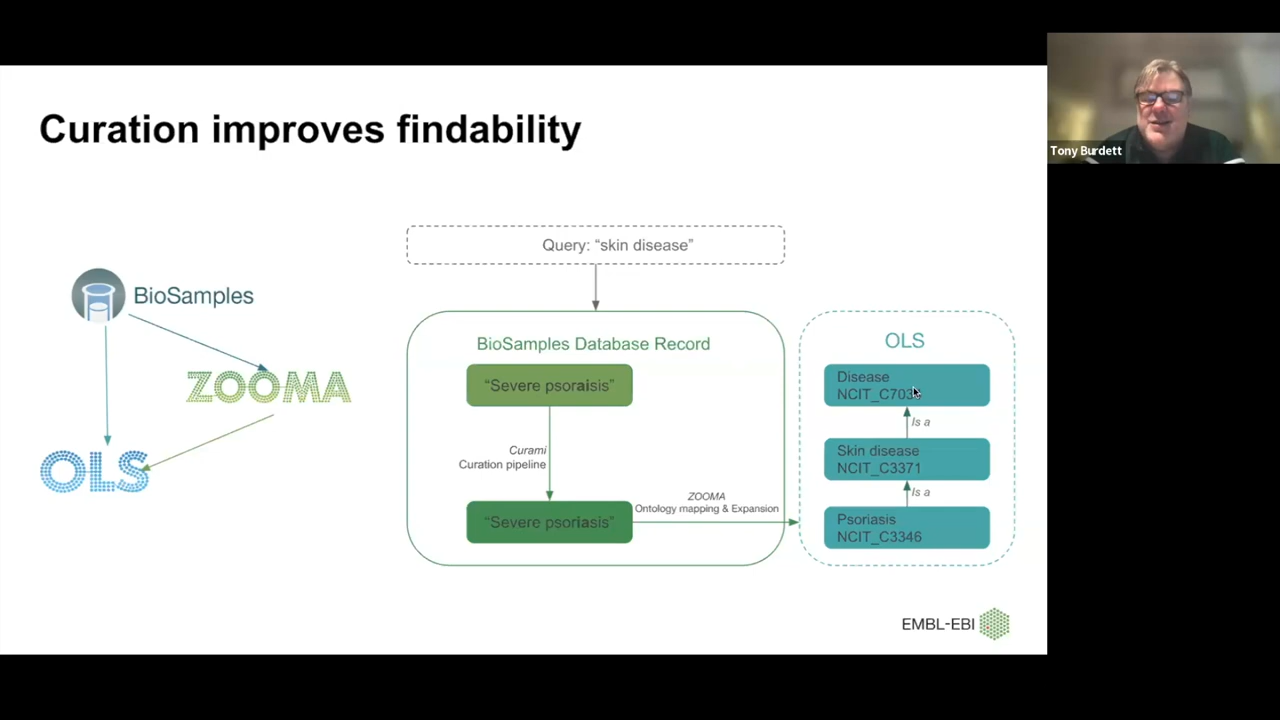 Curation improves findability
Tony Burdett
Query: “skin disease”
BioSamples
ZOOMA
OLS
BioSamples Database Record
“Severe psoraisis”
Curami
Curation pipeline
“Severe psoriasis”
ZOOMA
Ontology mapping & Expansion
OLS
Disease
Is a
Skin disease
NCIT_C3371
Is a
Psoriasis
NCIT_C3346
EMBL-EBI